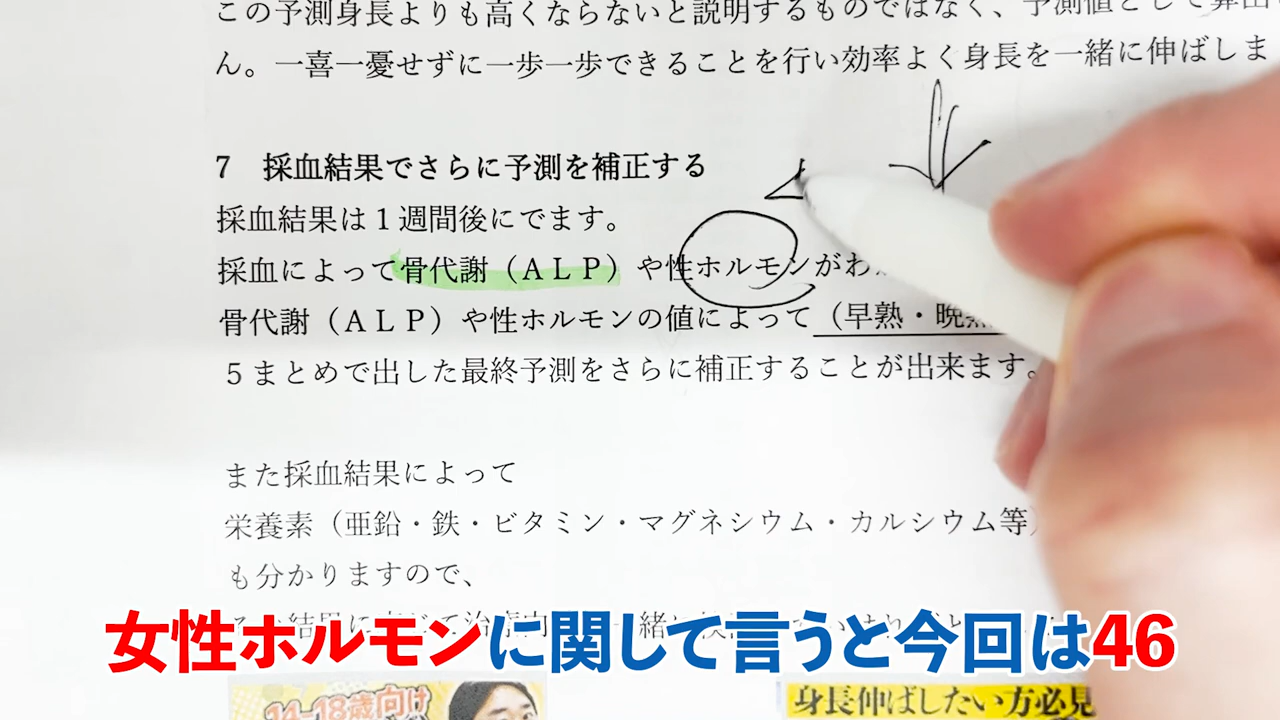 この予測身長よりも高くならないと説明するものではなく、予測値として算出
ん。一喜一憂せずに一歩一歩できることを行い効率よく身長を一緒に伸ばしま
7 採血結果でさらに予測を補正する
採血結果は１週間後にでます。
採血によって骨代謝（ＡＬＰ）や性ホルモンがわ
骨代謝（ＡＬＰ）や性ホルモンの値によって（早熟・晩熟
５まとめで出した最終予測をさらに補正することが出来ます。
また採血結果によって
栄養素（亜鉛・鉄・ビタミン・マグネシウム・カルシウム等）
も分かりますので、
女性ホルモンに関して言うと今回は46
14-18歳向け
身長伸ばしたい方必見